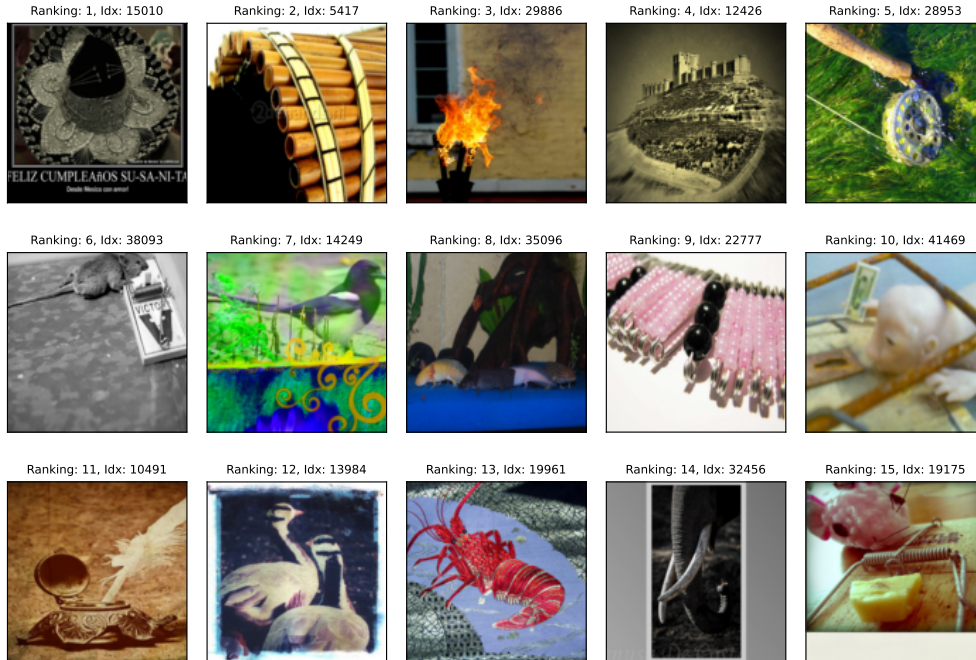 Ranking: 1, Idx: 15010
Ranking: 2, Idx: 5417
Ranking: 3, Idx: 29886
Ranking: 4, Idx: 12426
Ranking: 5, Idx: 28953
FELIZ CUMPLEAñOS SU-SA-NI-TA
Desde Mexico con amor!
Ranking: 6, Idx: 38093
Ranking: 7, Idx: 14249
Ranking: 8, Idx: 35096
Ranking: 9, Idx: 22777
Ranking: 10, Idx: 41469
VICTOR
Ranking: 11, Idx: 10491
Ranking: 12, Idx: 13984
Ranking: 13, Idx: 19961
Ranking: 14, Idx: 32456
Ranking: 15, Idx: 19175